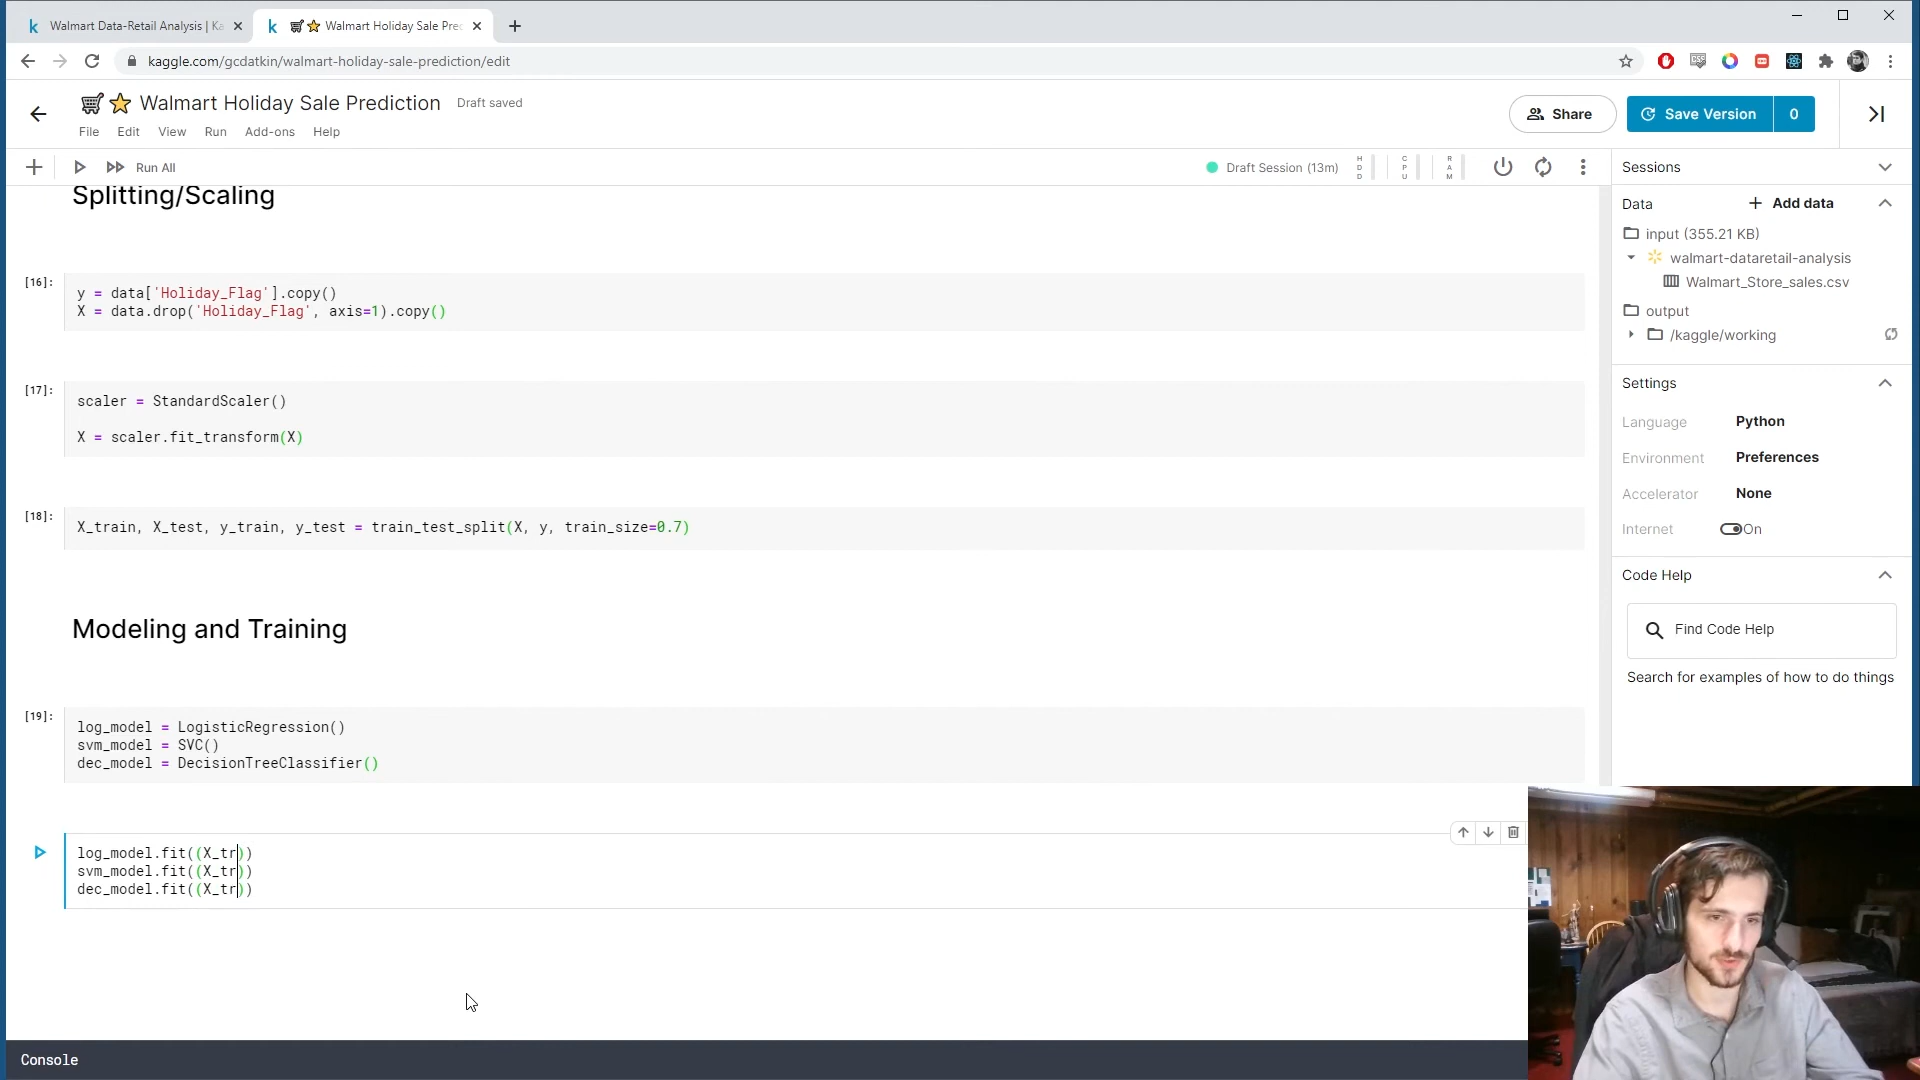 Walmart Data-Retail Analysis | Ka
Walmart Holiday Sale Pred
kaggle.com/gcdatkin/walmart-holiday-sale-prediction/edit
Walmart Holiday Sale Prediction
Draft saved
File Edit View Run Add-ons Help
Share
Save Version 0
Run All
Draft Session (13m)
HDD
CPU
RAM
Splitting/Scaling
[16]:
y = data['Holiday_Flag'].copy()
X = data.drop('Holiday_Flag', axis=1).copy()
[17]:
scaler = StandardScaler()
X = scaler.fit_transform(X)
[18]:
X_train, X_test, y_train, y_test = train_test_split(X, y, train_size=0.7)
Modeling and Training
[19]:
log_model = LogisticRegression()
svm_model = SVC()
dec_model = DecisionTreeClassifier()
log_model.fit((X_tr))
svm_model.fit((X_tr))
dec_model.fit((X_tr))
Console
Sessions
Data
+ Add data
input (355.21 KB)
walmart-dataretail-analysis
Walmart_Store_sales.csv
output
/kaggle/working
Settings
Language Python
Environment Preferences
Accelerator None
Internet On
Code Help
Find Code Help
Search for examples of how to do things